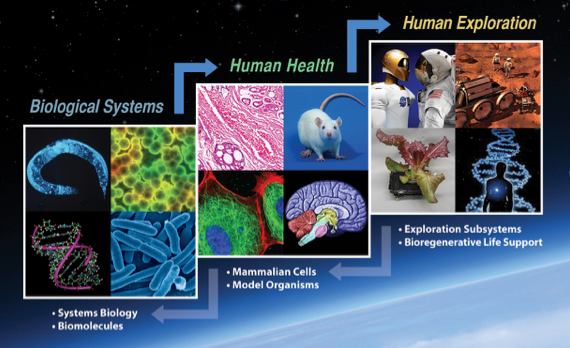 Human Exploration
Human Health
Biological Systems
• Exploration Subsystems
• Bioregenerative Life Support
• Mammalian Cells
• Model Organisms
• Systems Biology
• Biomolecules